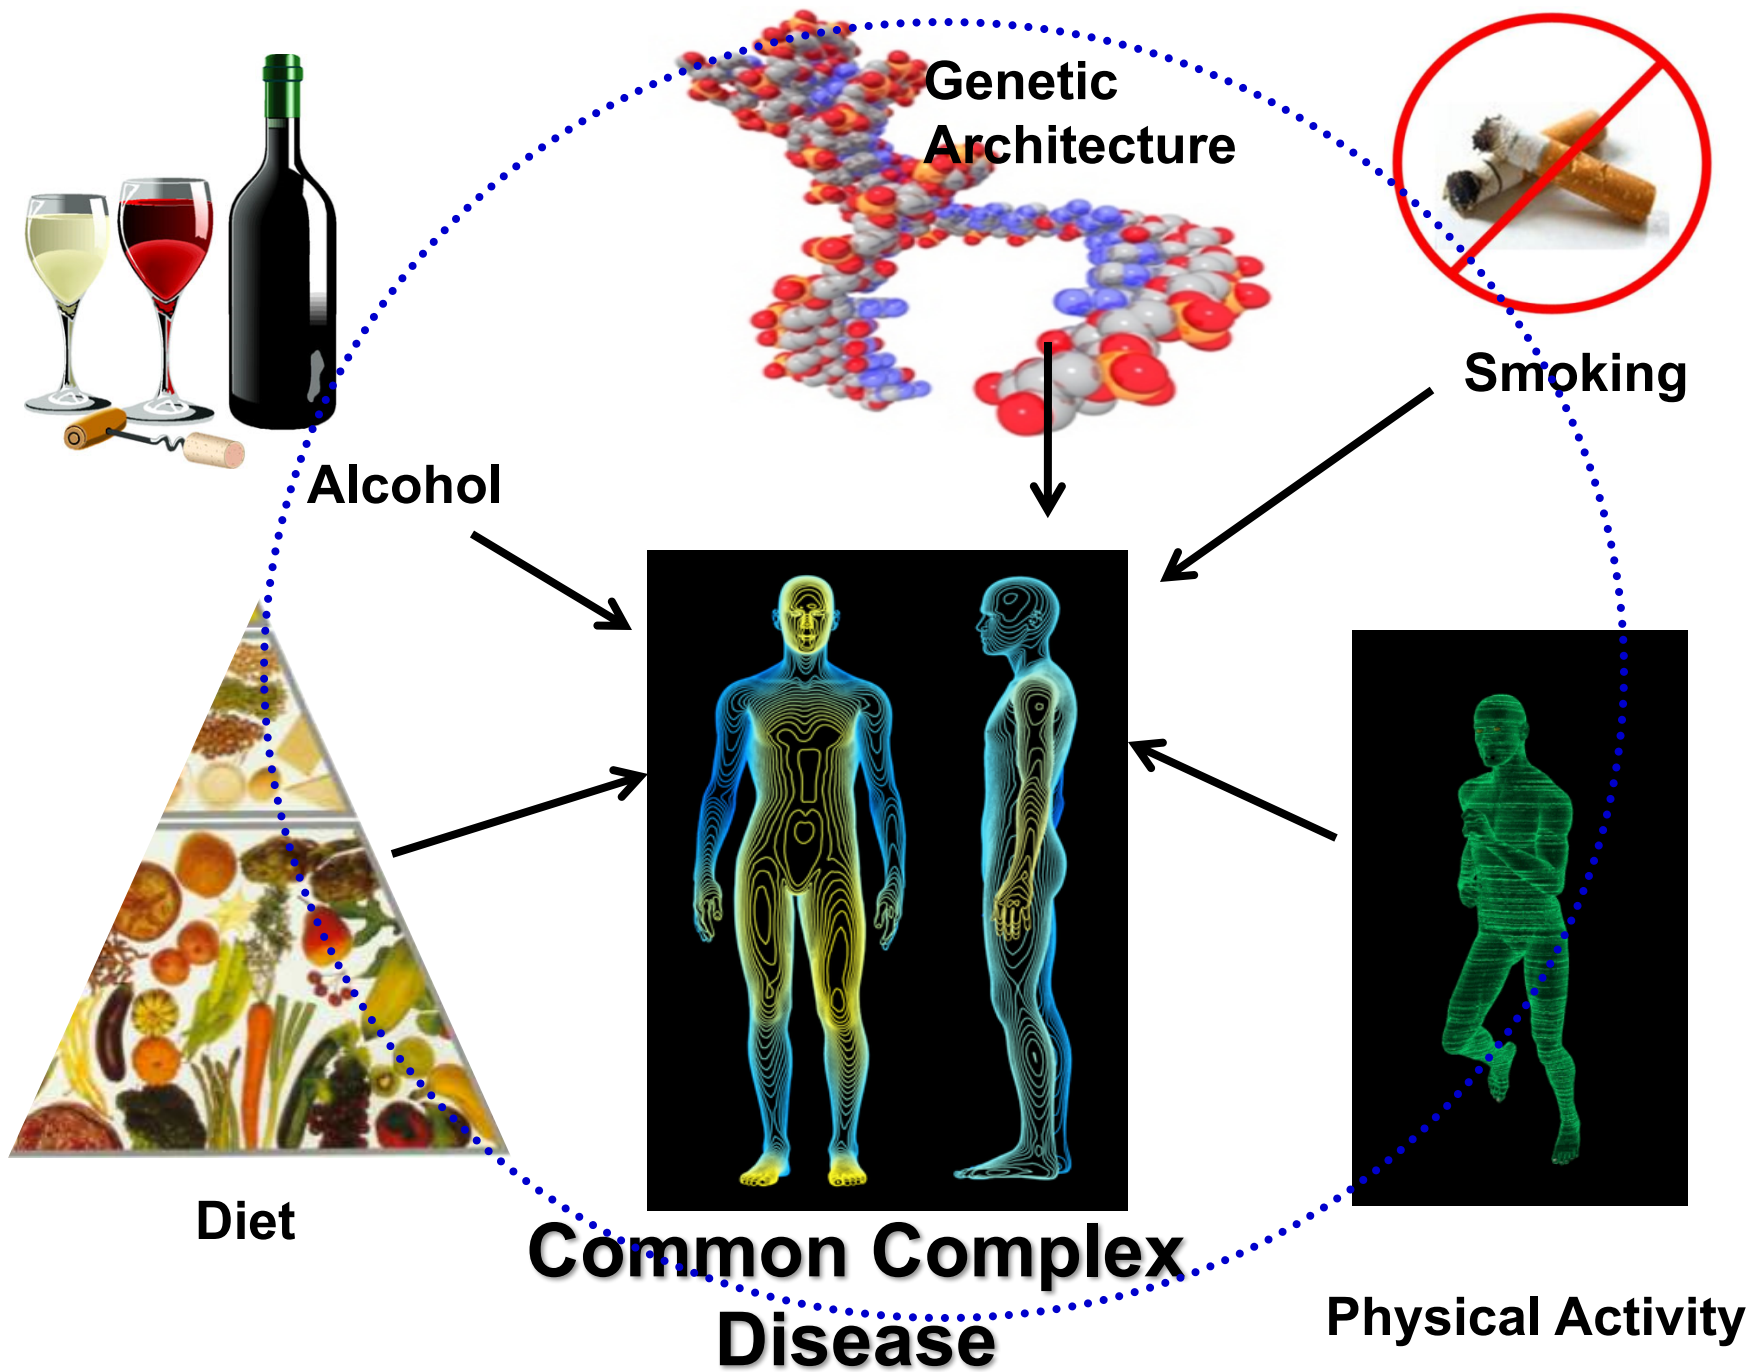 Genetic
Architecture
Smoking
Alcohol
Diet
Common Complex
Disease
Physical Activity